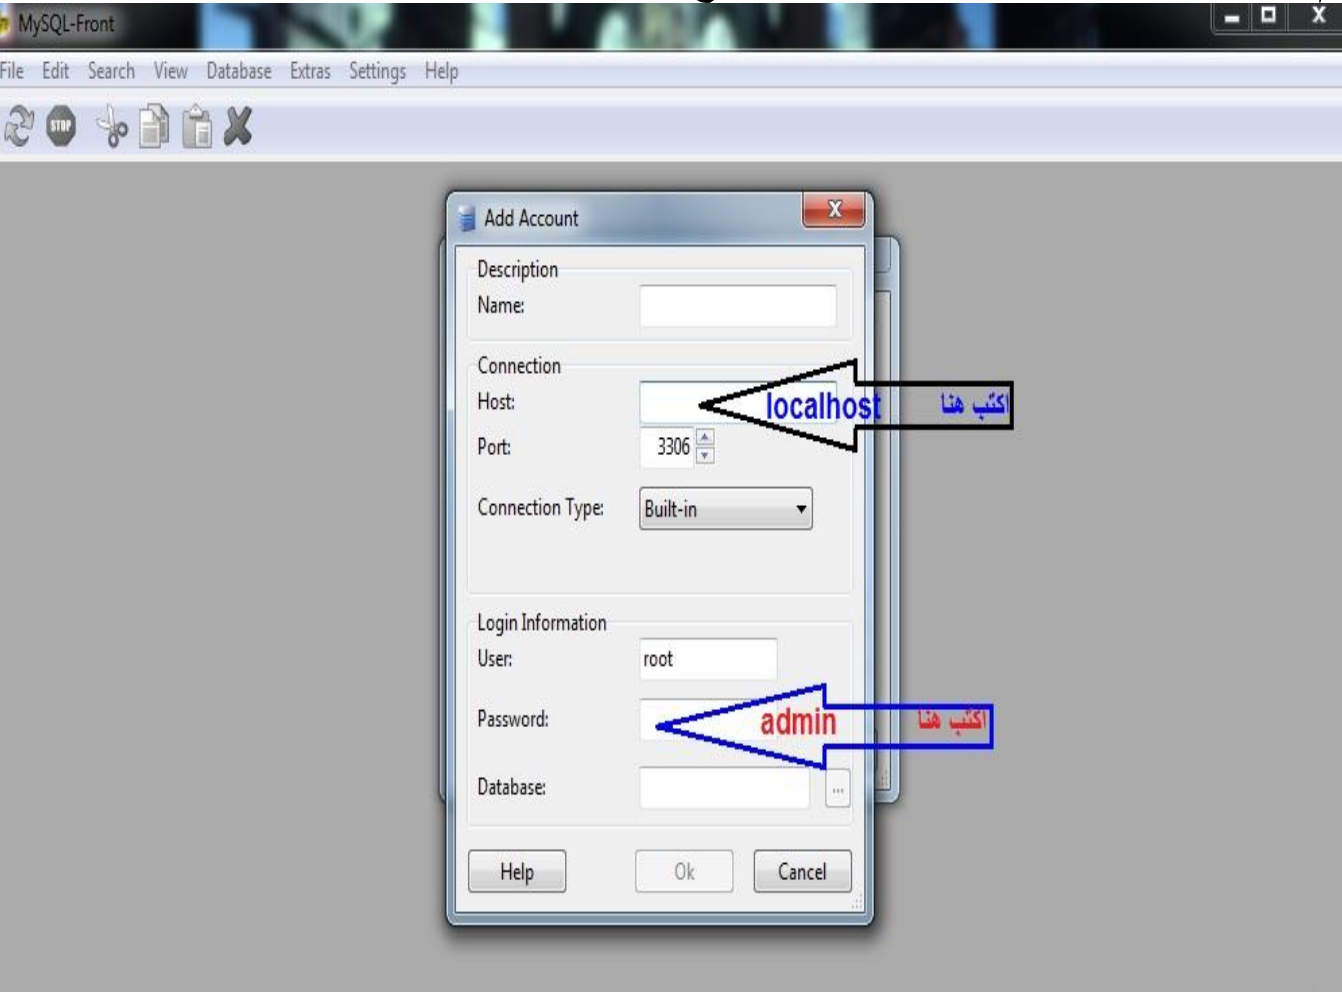 MySQL-Front
File Edit Search View Database Extras Settings Help
STOP
Add Account
X
Description
Name:
Connection
Host:
localhost اكتب هنا
Port: 3306
Connection Type: Built-in
Login Information
User: root
Password:
admin اكتب هنا
Database: ...
Help Ok Cancel